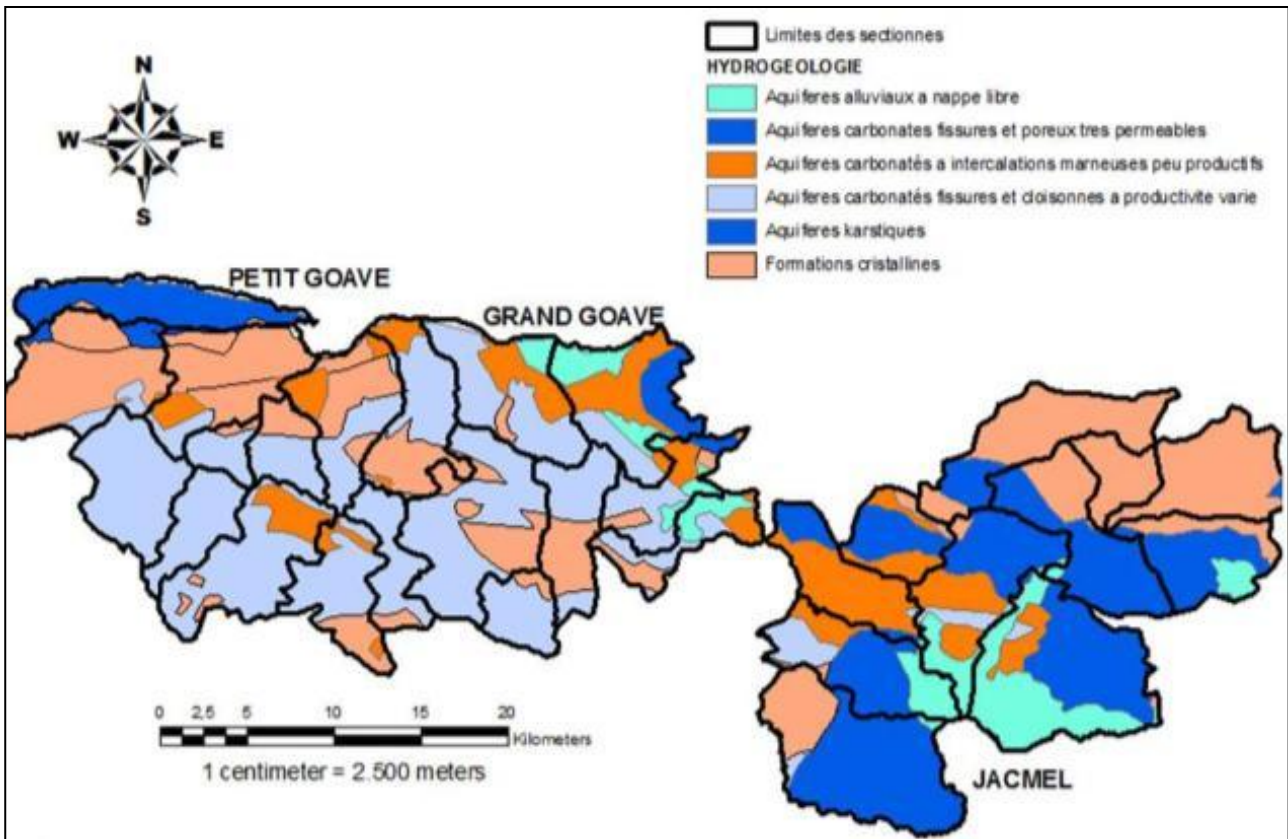 Limites des sectionnes
HYDROGEOLOGIE
Aquiferes alluviaux a nappe libre
Aquiferes carbonates fissures et poreux tres permeables
Aquiferes carbonatés a intercalations marneuses peu productifs
Aquiferes carbonatés fissures et cloisonnes a productivite varie
Aquiferes karstiques
Formations cristallines
N
W E
S
PETIT GOAVE
GRAND GOAVE
0 2,5 5 10 15 20
Kilometers
1 centimeter = 2.500 meters
JACMEL